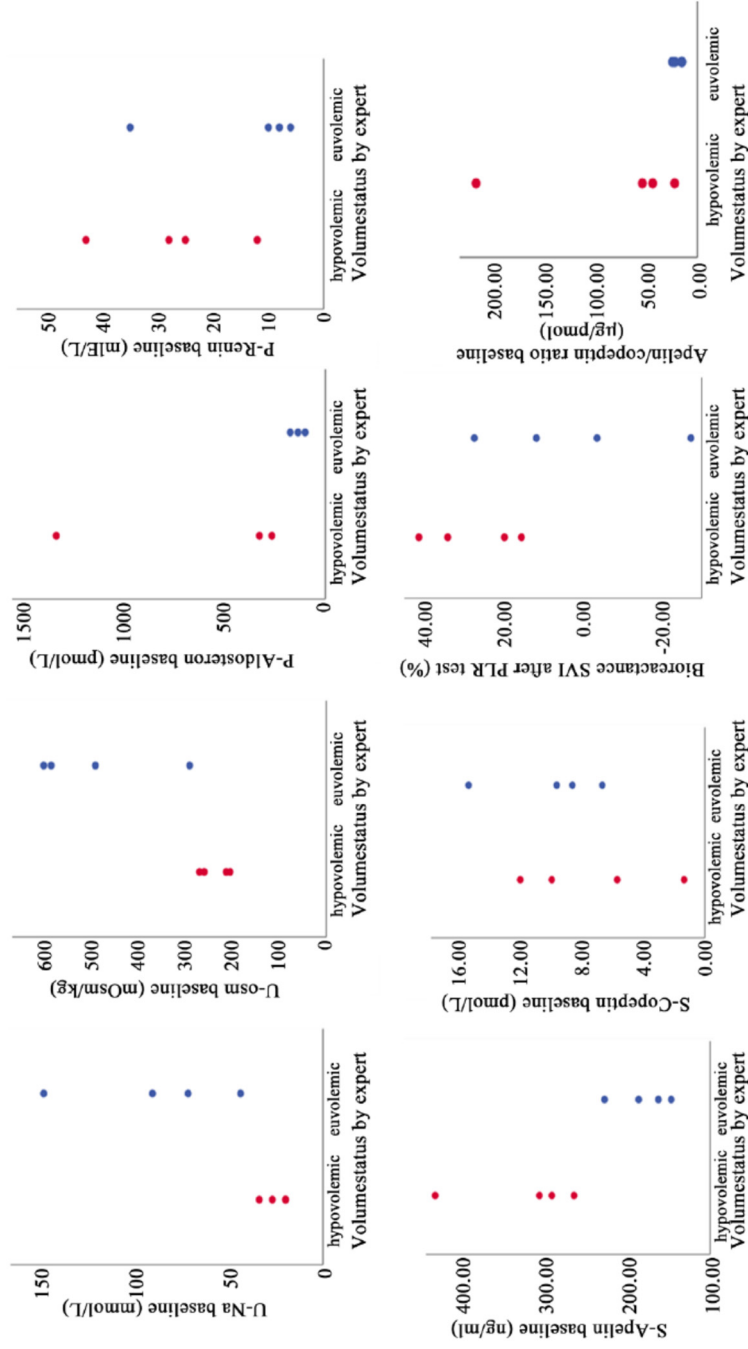 U-Na baseline (mmol/L)
150
100
50
0
hypovolemic euvolemic
Volumestatus by expert
U-osm baseline (mOsm/kg)
600
500
400
300
200
100
0
hypovolemic euvolemic
Volumestatus by expert
P-Aldosteron baseline (pmol/L)
1500
1000
500
0
hypovolemic euvolemic
Volumestatus by expert
P-Renin baseline (mIE/L)
50
40
30
20
10
0
hypovolemic euvolemic
Volumestatus by expert
S-Apelin baseline (ng/ml)
400.00
300.00
200.00
100.00
hypovolemic euvolemic
Volumestatus by expert
S-Copeptin baseline (pmol/L)
16.00
12.00
8.00
4.00
0.00
hypovolemic euvolemic
Volumestatus by expert
Bioreactance SVI after PLR test (%)
40.00
20.00
0.00
-20.00
hypovolemic euvolemic
Volumestatus by expert
Apelin/copeptin ratio baseline
(µg/pmol)
200.00
150.00
100.00
50.00
0.00
hypovolemic euvolemic
Volumestatus by expert